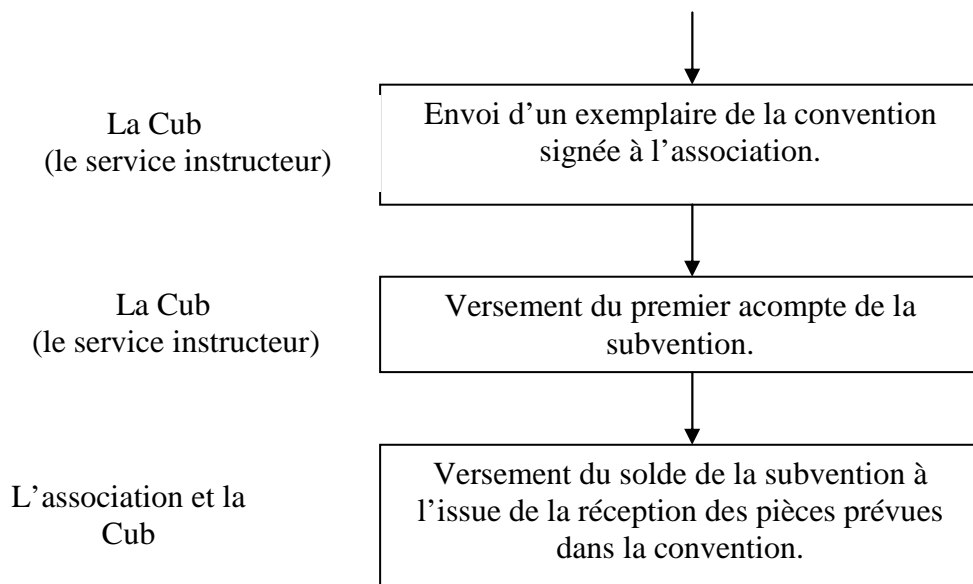 La Cub
(le service instructeur)
Envoi d’un exemplaire de la convention
signée à l’association.
La Cub
(le service instructeur)
Versement du premier acompte de la
subvention.
L’association et la
Cub
Versement du solde de la subvention à
l’issue de la réception des pièces prévues
dans la convention.